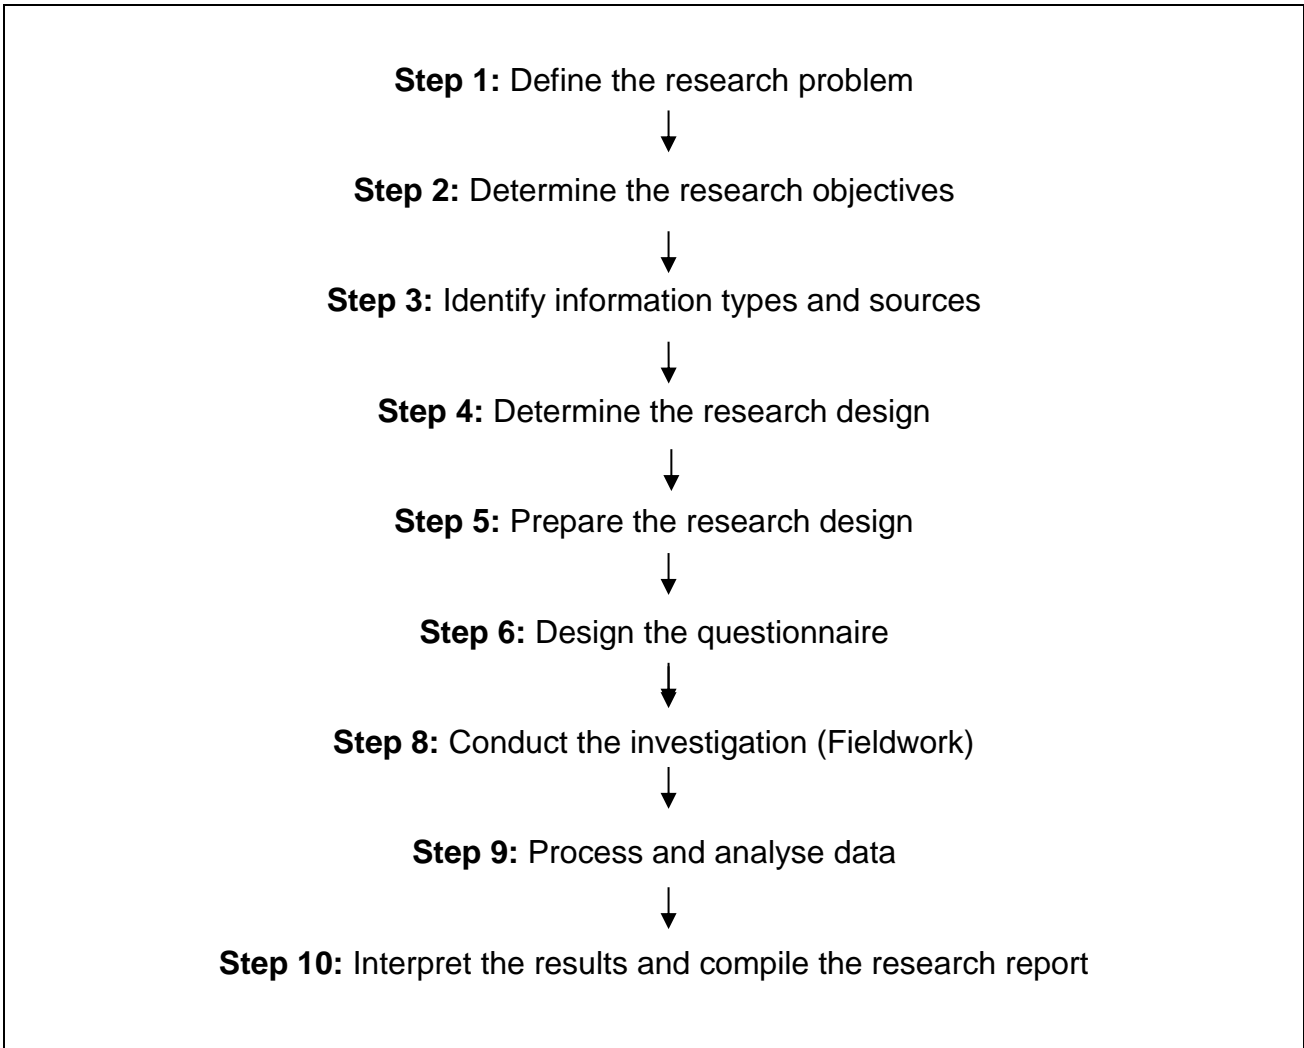 Step 1: Define the research problem
Step 2: Determine the research objectives
Step 3: Identify information types and sources
Step 4: Determine the research design
Step 5: Prepare the research design
Step 6: Design the questionnaire
Step 8: Conduct the investigation (Fieldwork)
Step 9: Process and analyse data
Step 10: Interpret the results and compile the research report